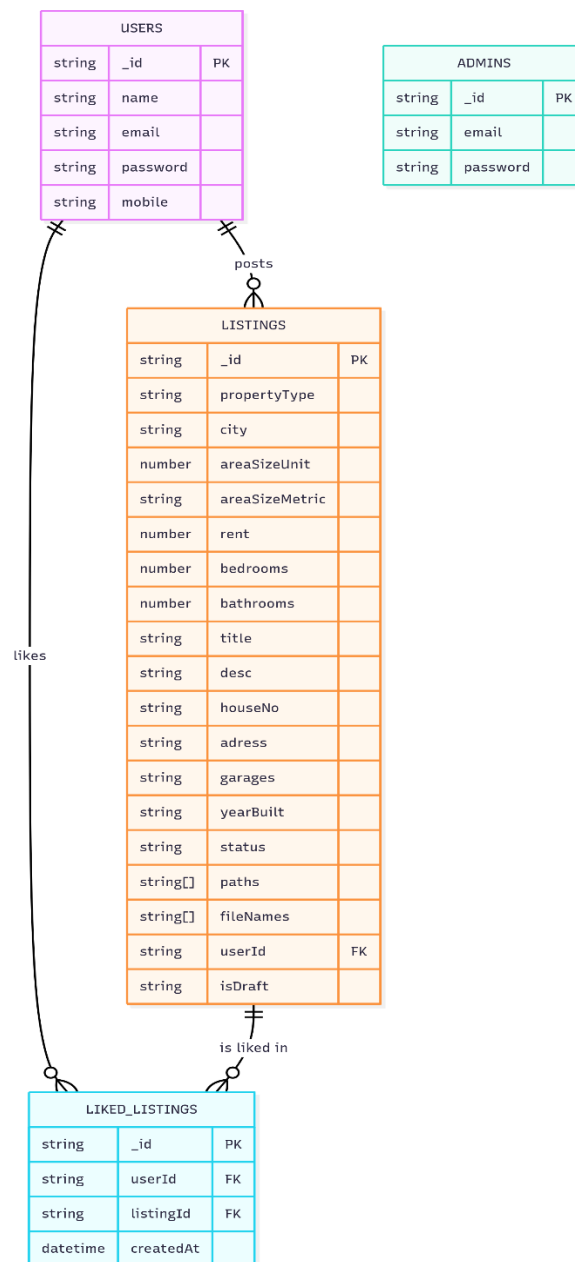 USERS
string _id PK
name
string
string email
string password
string mobile
ADMINS
string _id PK
string email
string password
posts
LISTINGS
string _id PK
string propertyType
string city
number areaSizeUnit
string areaSizeMetric
number rent
number bedrooms
number bathrooms
string title
string desc
string houseNo
string adress
string garages
string yearBuilt
string status
string[] paths
string[] fileNames
string userId FK
string isDraft
likes
is liked in
LIKED_LISTINGS
string _id PK
string userId FK
string listingId FK
datetime createdAt